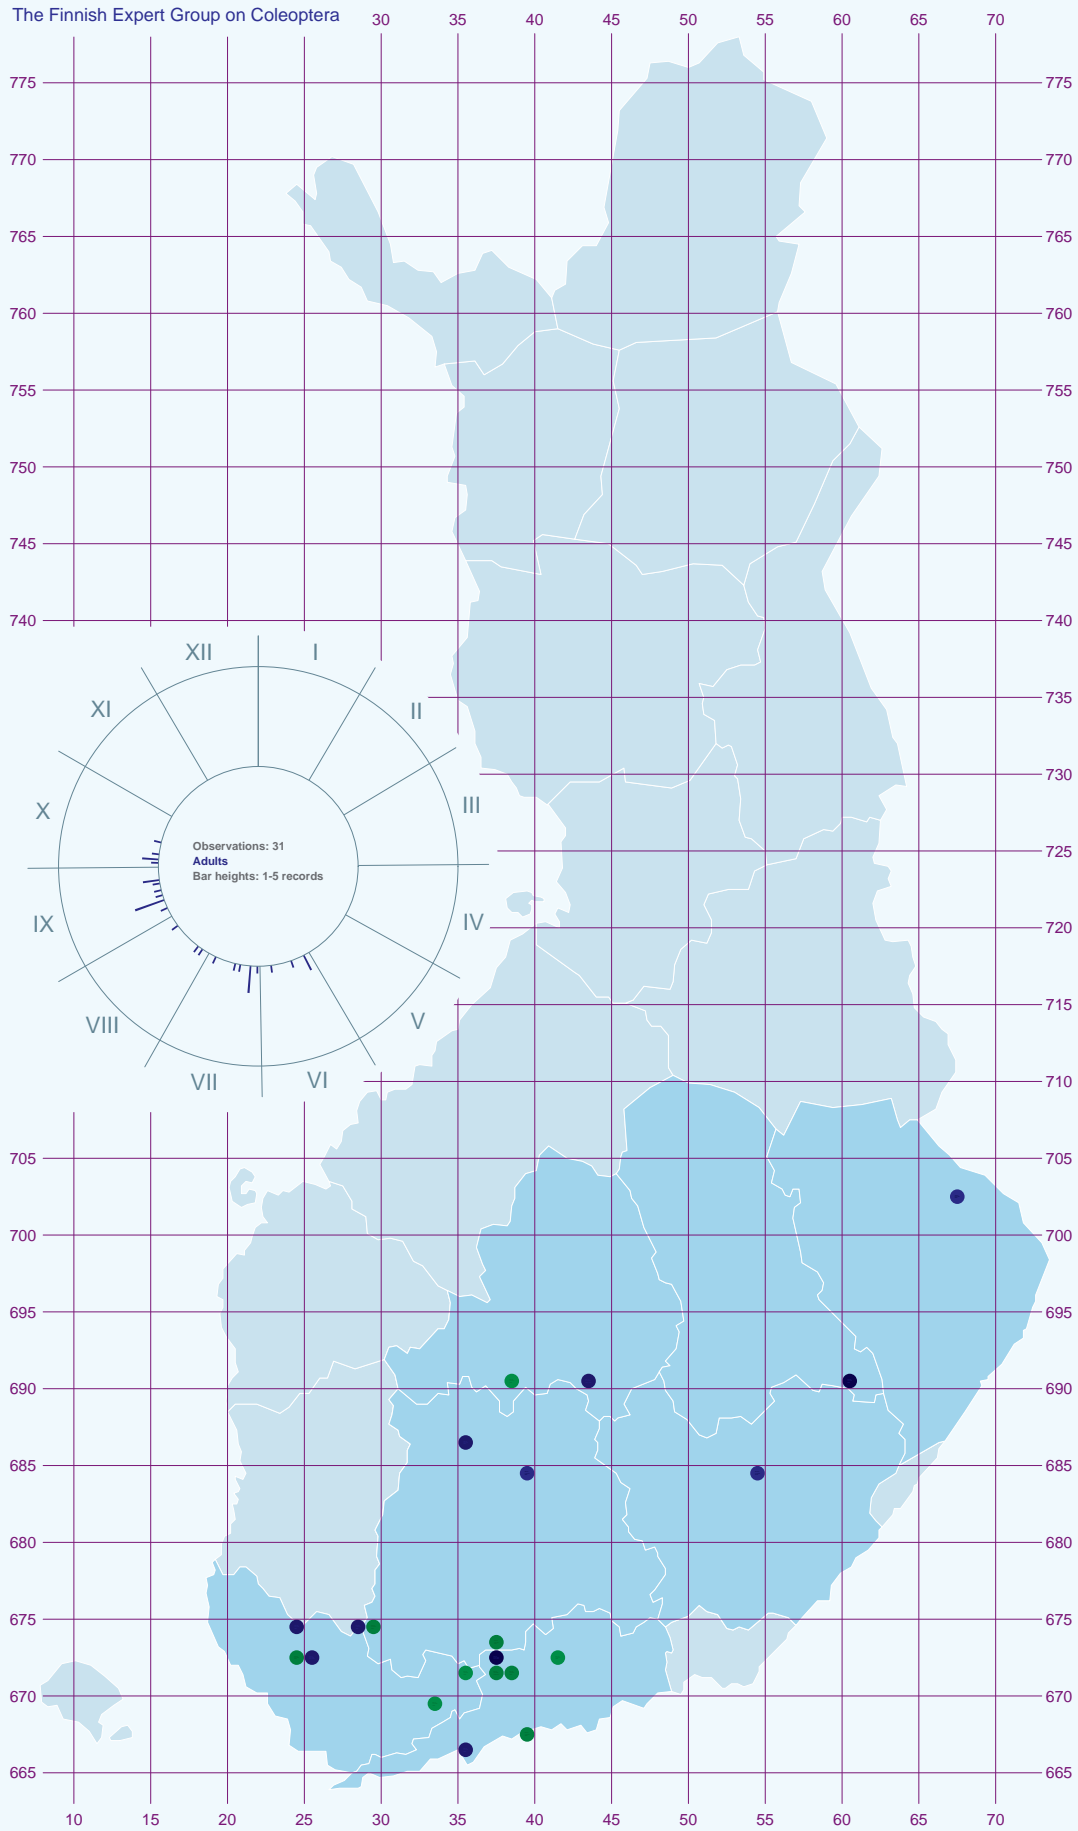 The Finnish Expert Group on Coleoptera
30 35 40 45 50 55 60 65 70
775 775
770 770
765 765
760 760
755 755
750 750
745 745
740 740
XII I
XI II
735
730
X III
725
Observations: 31
Adults
Bar heights: 1-5 records
IX IV
720
715
VIII V
VII VI
710
705 705
700 700
695 695
690 690
685 685
680 680
675 675
670 670
665 665
10 15 20 25 30 35 40 45 50 55 60 65 70